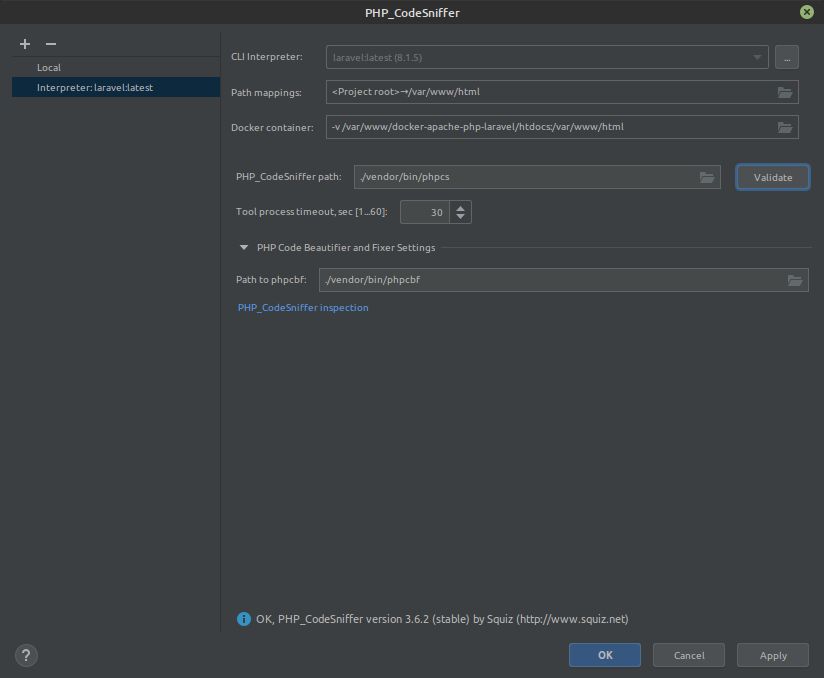 PHP_CodeSniffer
Local
Interpreter: laravel:latest
CLI Interpreter: laravel:latest (8.1.5) ...
Path mappings: <Project root>→/var/www/html
Docker container: -v /var/www/docker-apache-php-laravel/htdocs:/var/www/html
PHP_CodeSniffer path: ./vendor/bin/phpcs Validate
Tool process timeout, sec [1...60]: 30
PHP Code Beautifier and Fixer Settings
Path to phpcbf: ./vendor/bin/phpcbf
PHP_CodeSniffer inspection
OK, PHP_CodeSniffer version 3.6.2 (stable) by Squiz (http://www.squiz.net)
? OK Cancel Apply